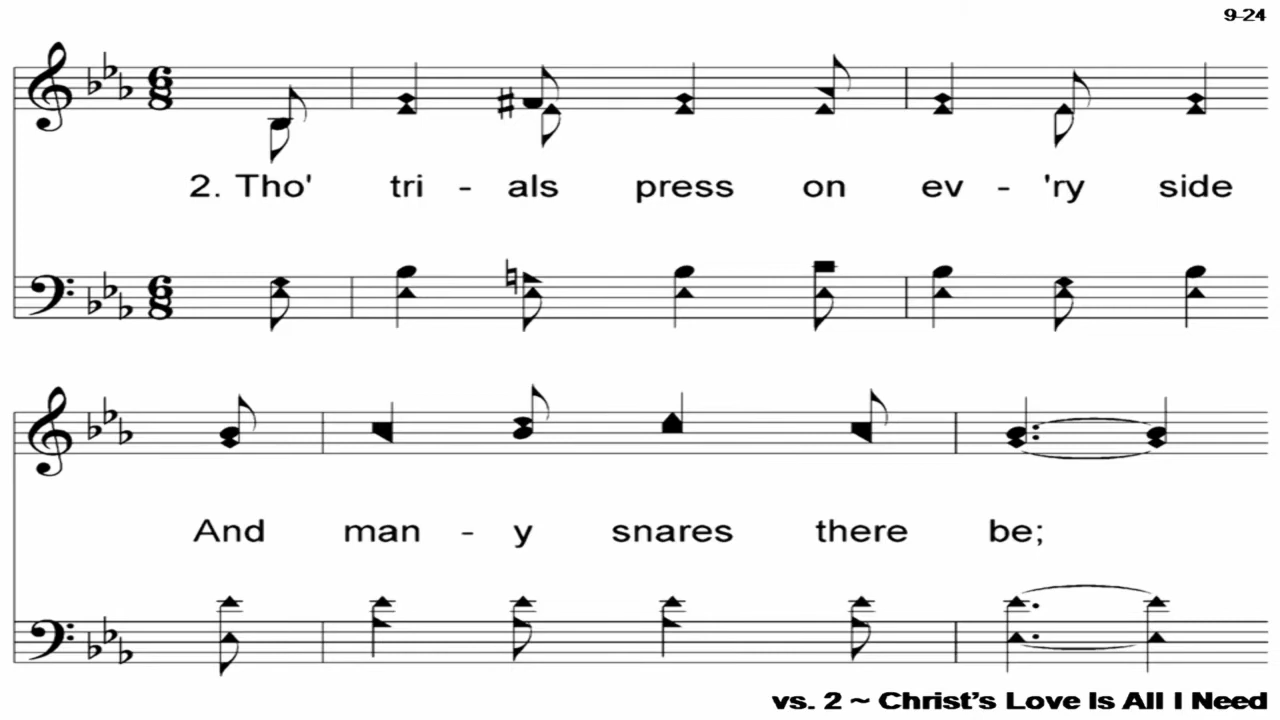 9-24
2. Tho' tri - als press on ev - 'ry side
And man - y snares there be;
vs. 2 ~ Christ's Love Is All I Need